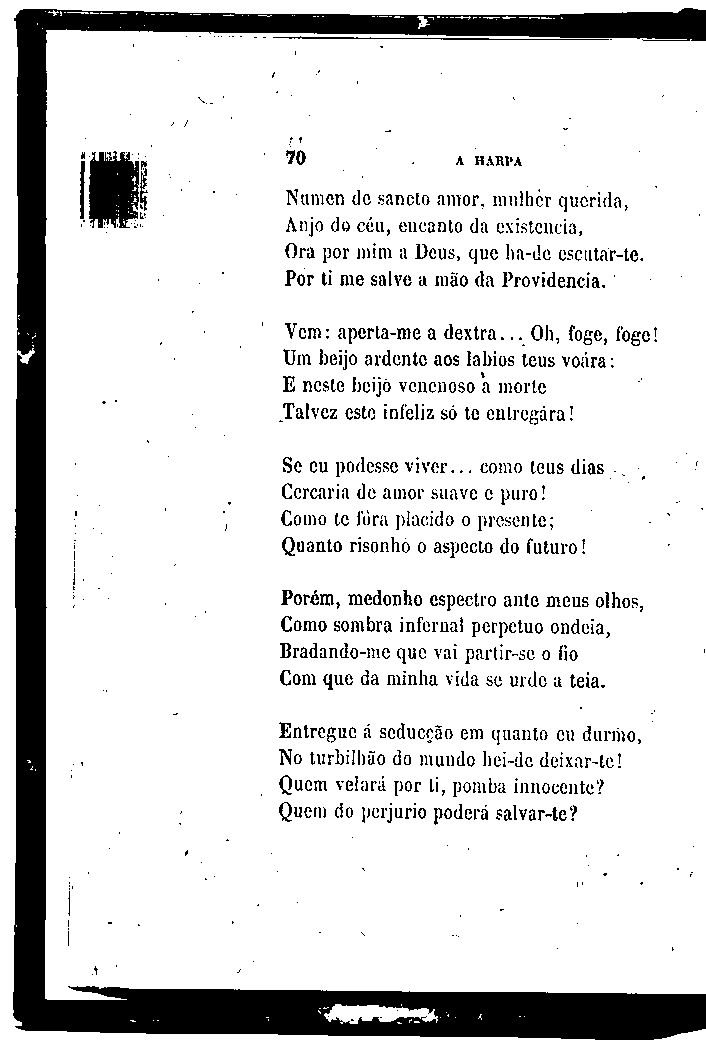 70 A HARPA
Numen de sancto amor, mulhér querida,
Anjo do céu, encanto da existencia,
Ora por mim a Deus, que ha-de escutar-te.
Por ti me salve a mão da Providencia.
Vem: aperta-me a dextra... Oh, foge, foge!
Um beijo ardente aos labios teus voára:
E neste beijo venenoso à morte
Talvez este infeliz só te entregára!
Se eu podesse viver... como teus dias
Cercaria de amor suave e puro!
Como te fôra placido o presente;
Quanto risonho o aspecto do futuro!
Porém, medonho espectro ante meus olhos,
Como sombra infernal perpetuo ondeia,
Bradando-me que vai partir-se o fio
Com que da minha vida se urde a teia.
Entregue á seducção em quanto eu durmo,
No turbilhão do mundo hei-de deixar-te!
Quem velará por ti, pomba innocente?
Quem do perjurio poderá salvar-te?